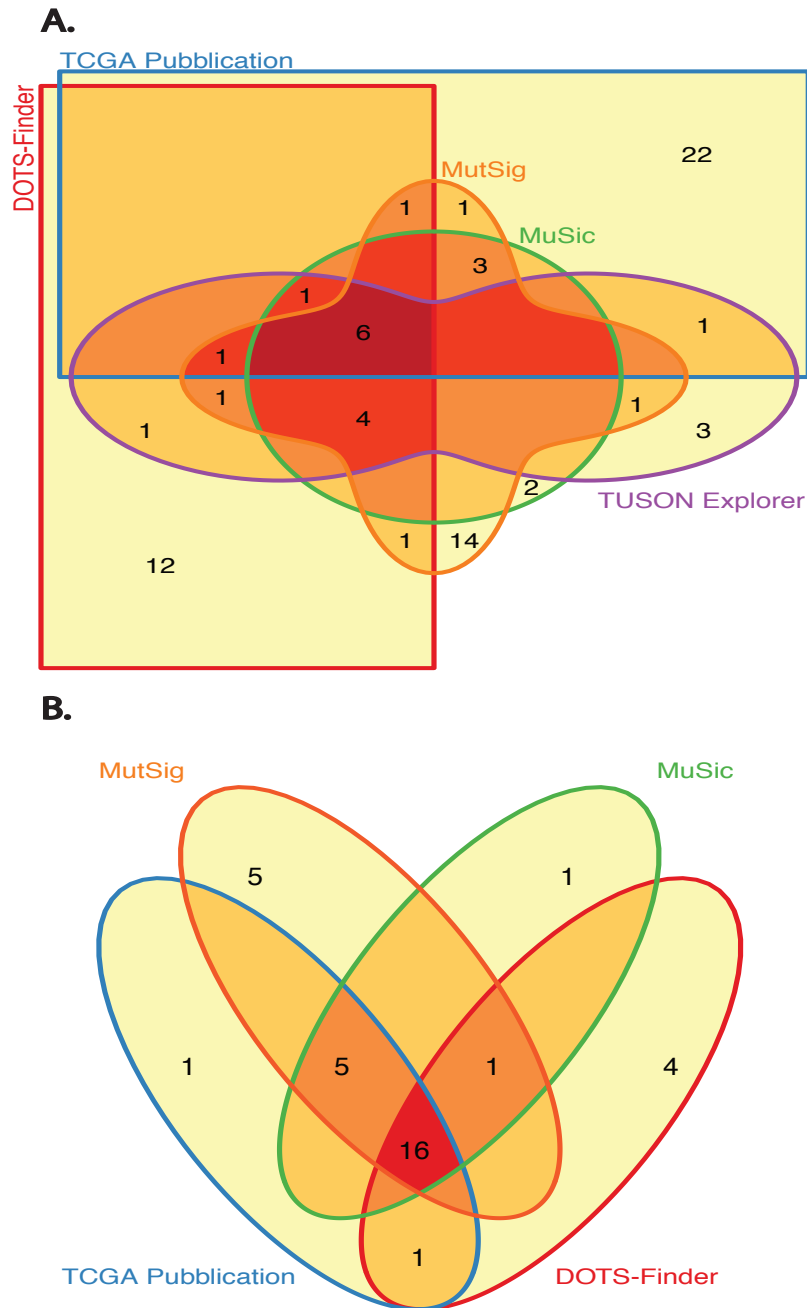 A.
TCGA Pubblication
DOTS-Finder
22
MutSig
1 1
MuSic
3
1
1
6
1
1
1
4
1
3
2
TUSON Explorer
1 14
12
B.
MutSig MuSic
5 1
1 5 1 4
16
1
TCGA Pubblication DOTS-Finder